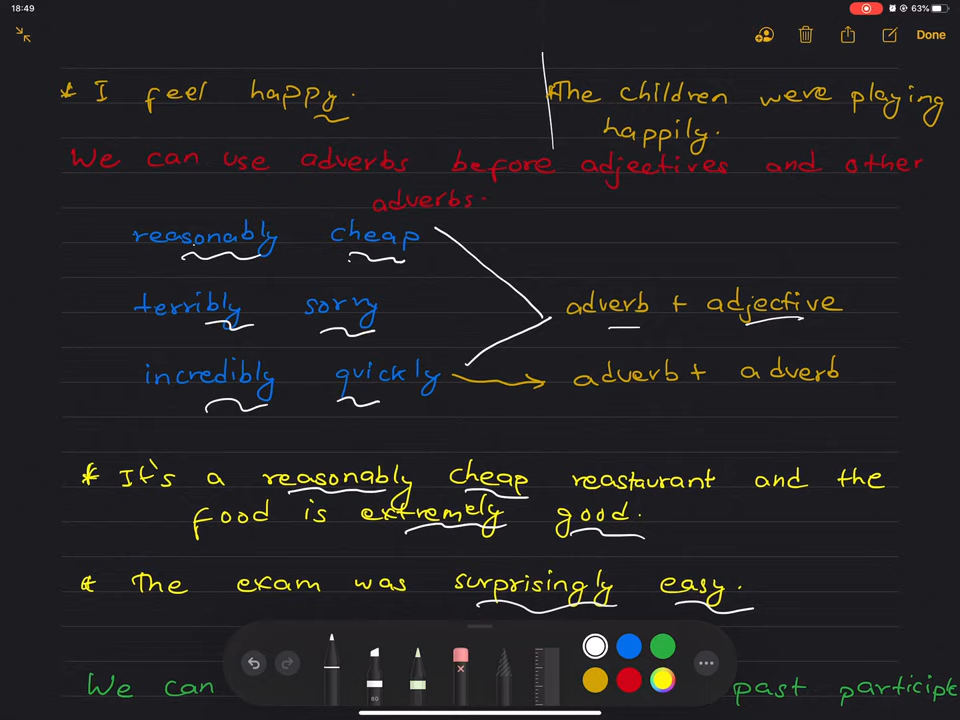 18:49
63%
Done
* I feel happy.
*The children were playing
happily.
We can use adverbs before adjectives and other
adverbs.
reasonably cheap
terribly sorry
adverb + adjective
incredibly quickly
adverb + adverb
* It's a reasonably cheap reastaurant and the
food is extremely good.
* The exam was surprisingly easy.
We can
past participle